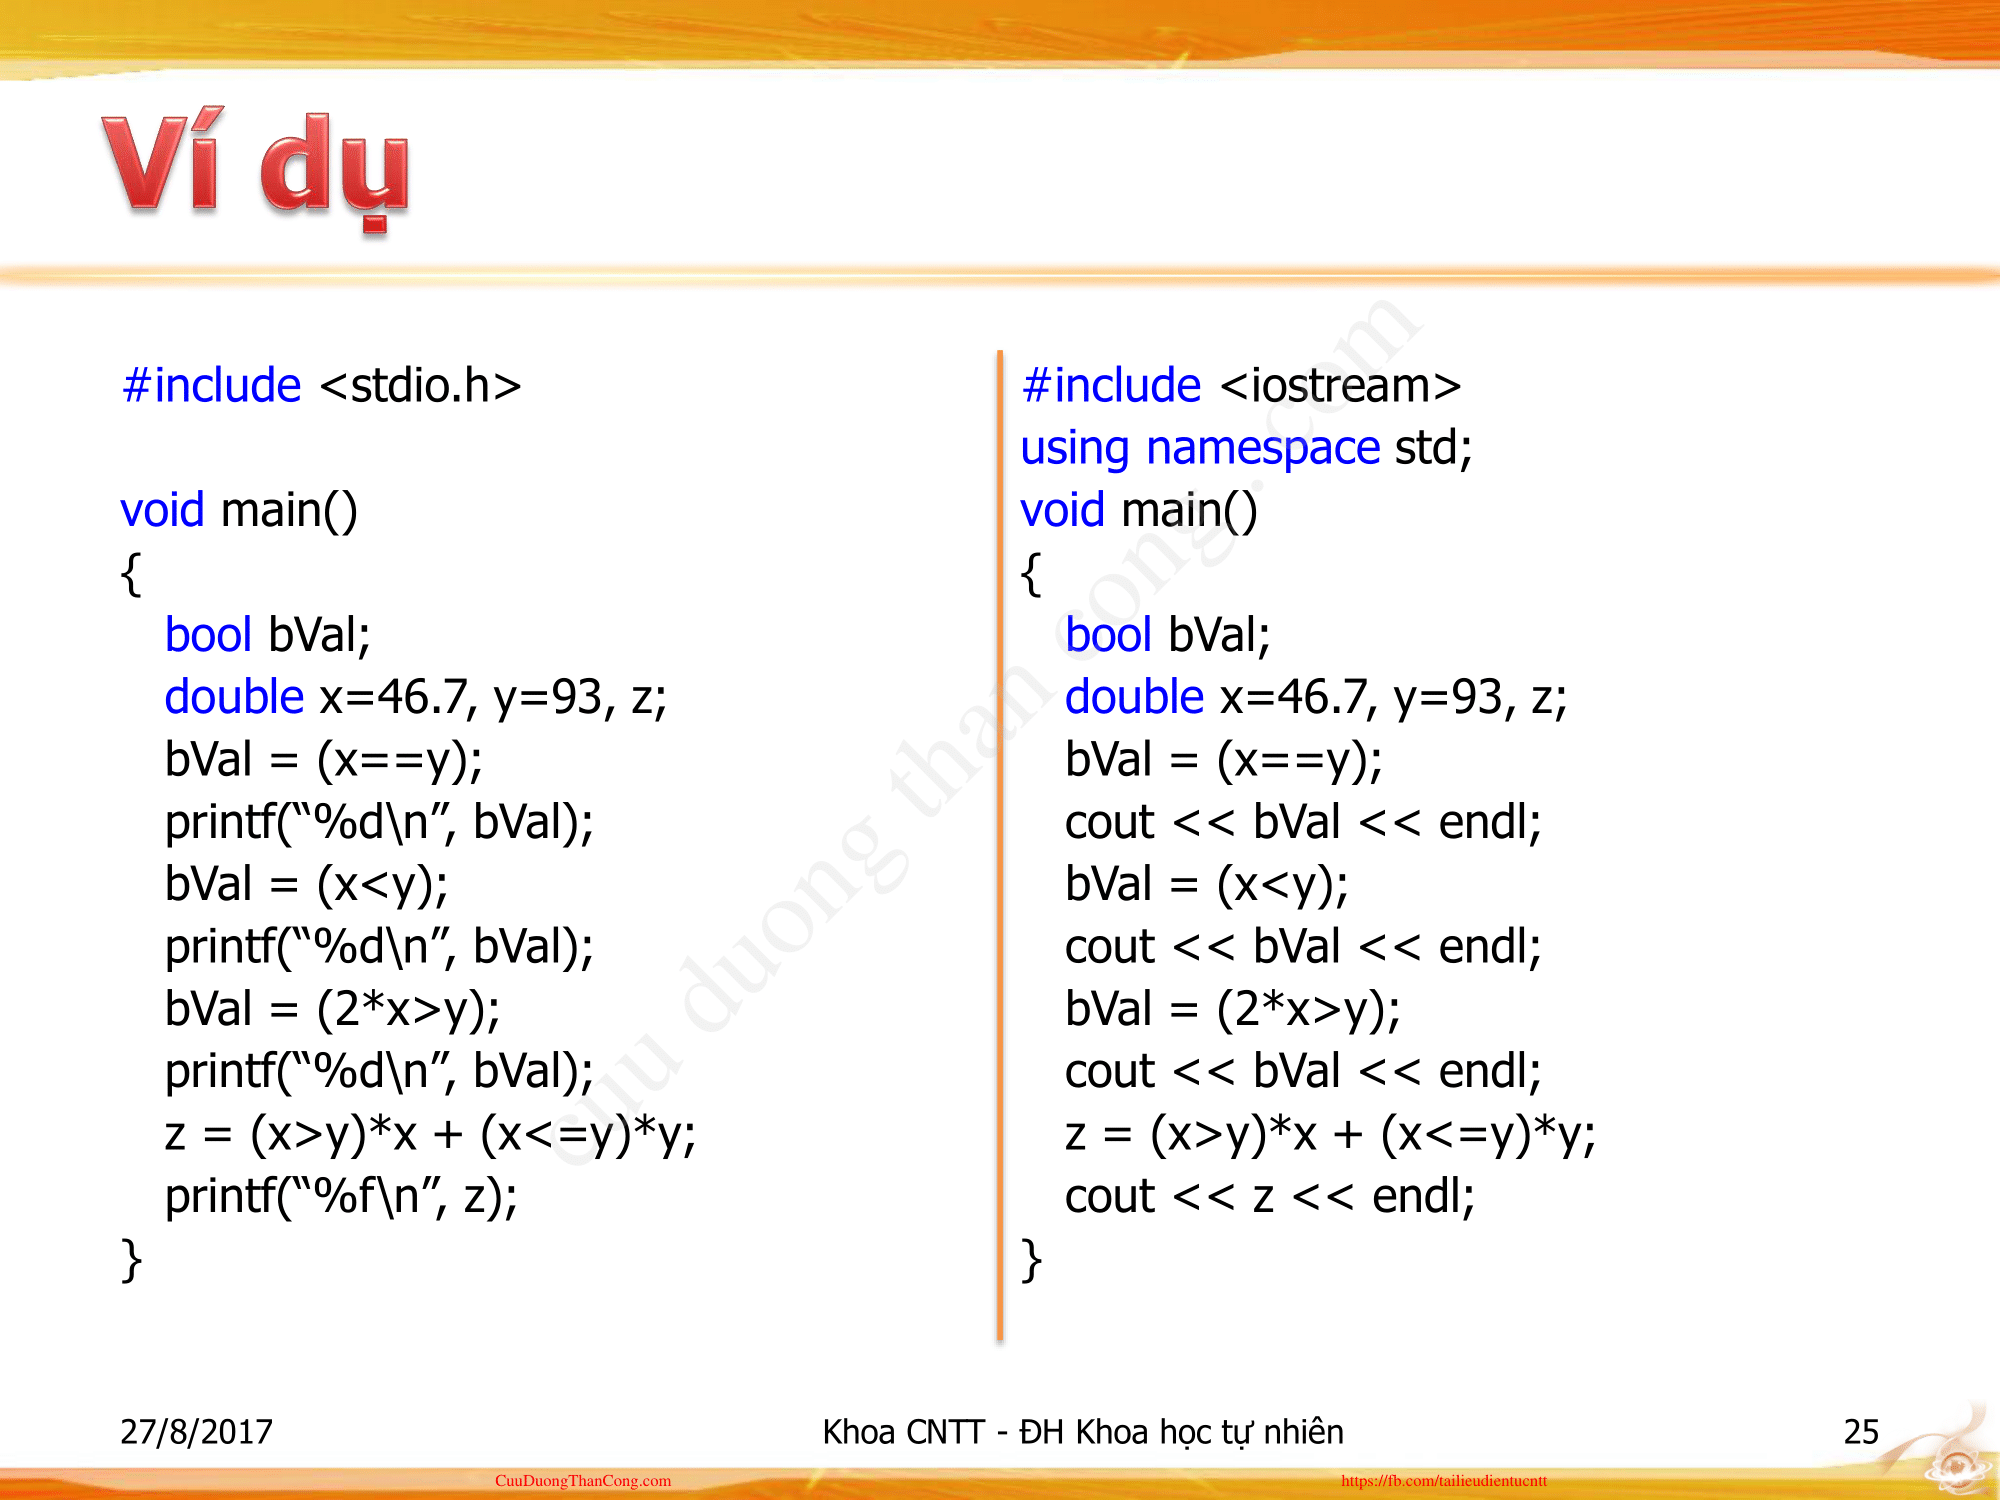 Ví dụ
#include <stdio.h>
void main()
{
bool bVal;
double x=46.7, y=93, z;
bVal = (x==y);
printf(“%d\n”, bVal);
bVal = (x<y);
printf(“%d\n”, bVal);
bVal = (2*x>y);
printf(“%d\n”, bVal);
z = (x>y)*x + (x<=y)*y;
printf(“%f\n”, z);
}
#include <iostream>
using namespace std;
void main()
{
bool bVal;
double x=46.7, y=93, z;
bVal = (x==y);
cout << bVal << endl;
bVal = (x<y);
cout << bVal << endl;
bVal = (2*x>y);
cout << bVal << endl;
z = (x>y)*x + (x<=y)*y;
cout << z << endl;
}
cuu duong than cong . com
27/8/2017
Khoa CNTT - ĐH Khoa học tự nhiên
25
CuuDuongThanCong.com
https://fb.com/tailieudientucntt